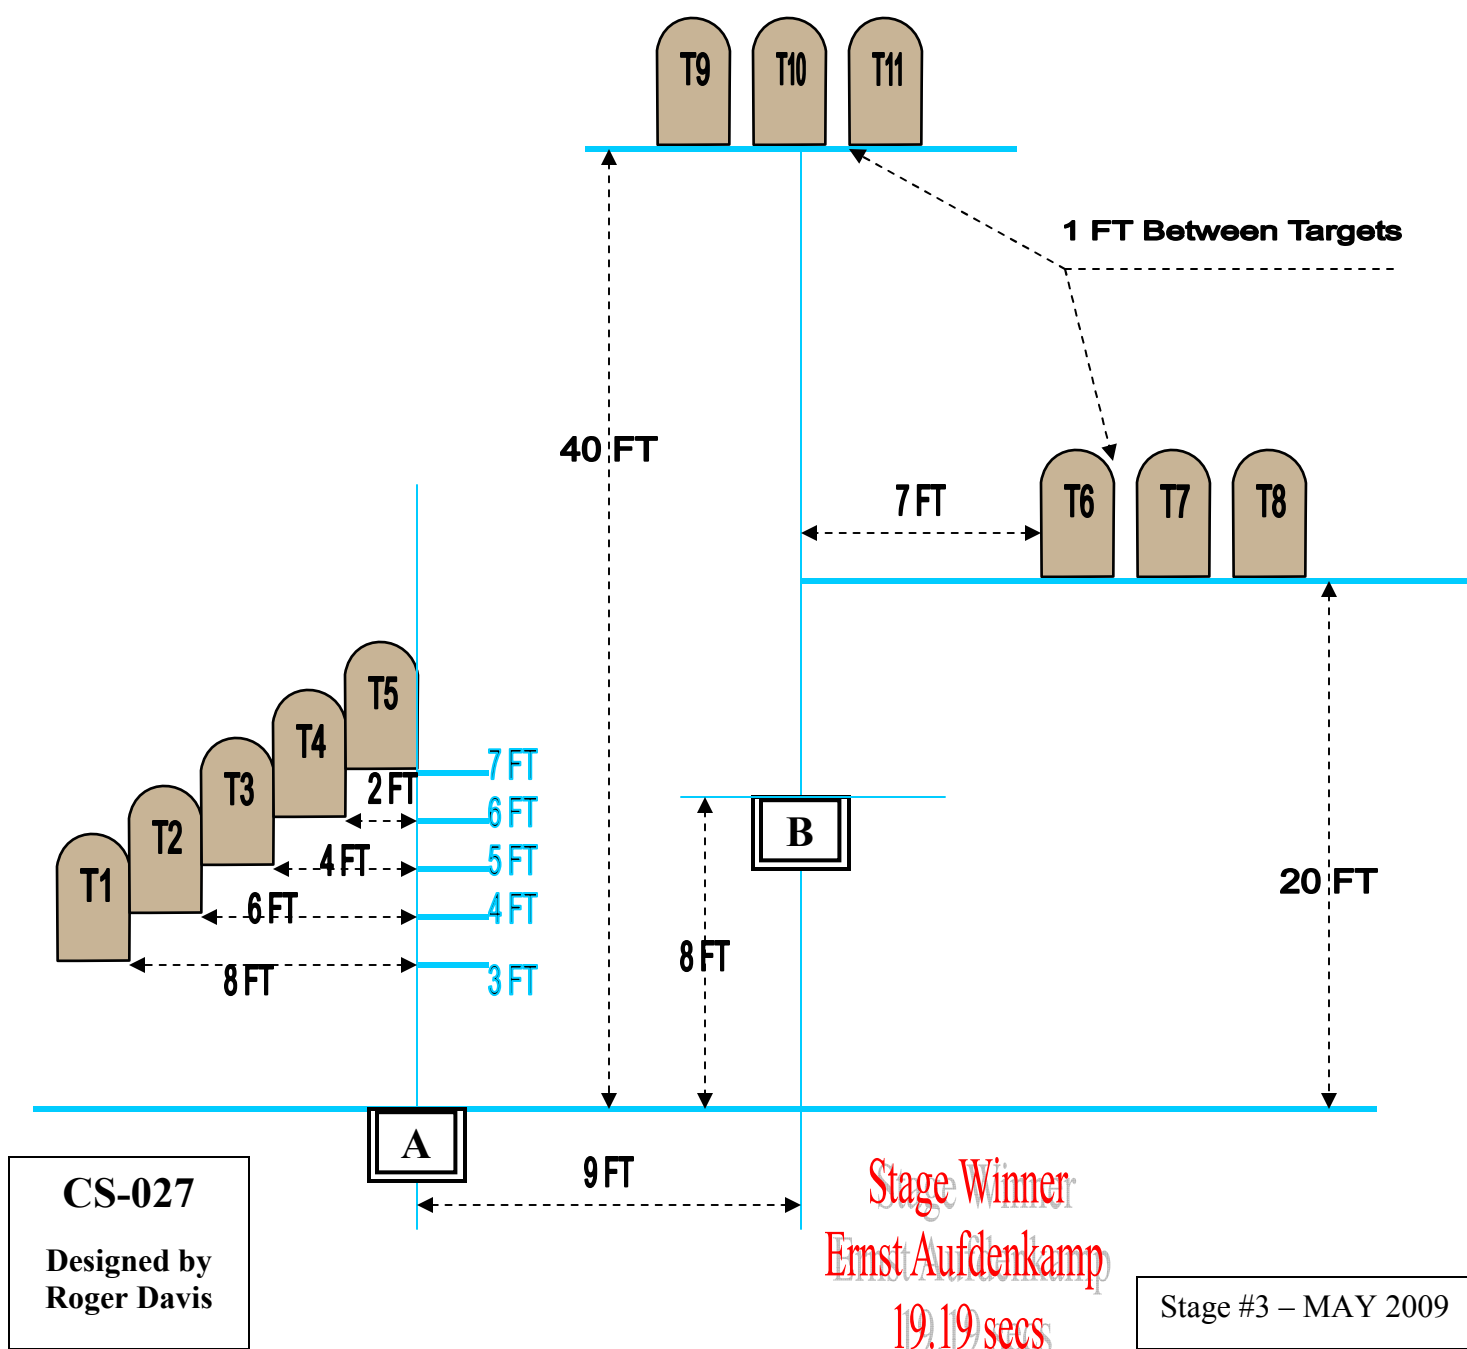 T9 T10 T11
1 FT Between Targets
40 FT
7 FT
T6 T7 T8
T5
T4
7 FT
T3
2 FT
6 FT
T2
B
4 FT
5 FT
T1
20 FT
6 FT
4 FT
8 FT
8 FT
3 FT
A
9 FT
CS-027
Designed by
Roger Davis
Stage Winner
Ernst Aufdenkamp
19.19 secs
Stage #3 – MAY 2009